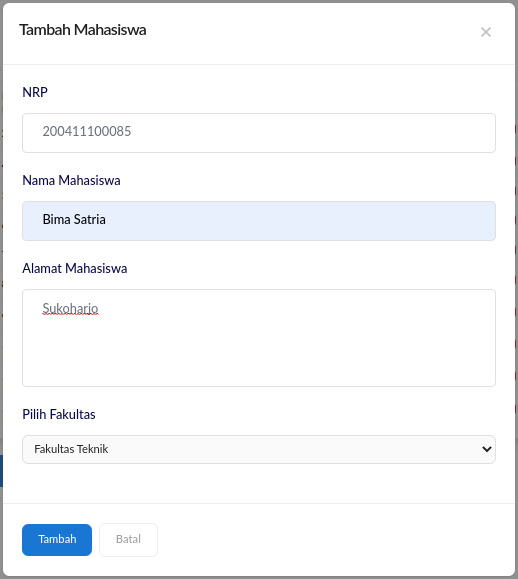 Tambah Mahasiswa
NRP
200411100085
Nama Mahasiswa
Bima Satria
Alamat Mahasiswa
Sukoharjo
Pilih Fakultas
Fakultas Teknik
Tambah Batal